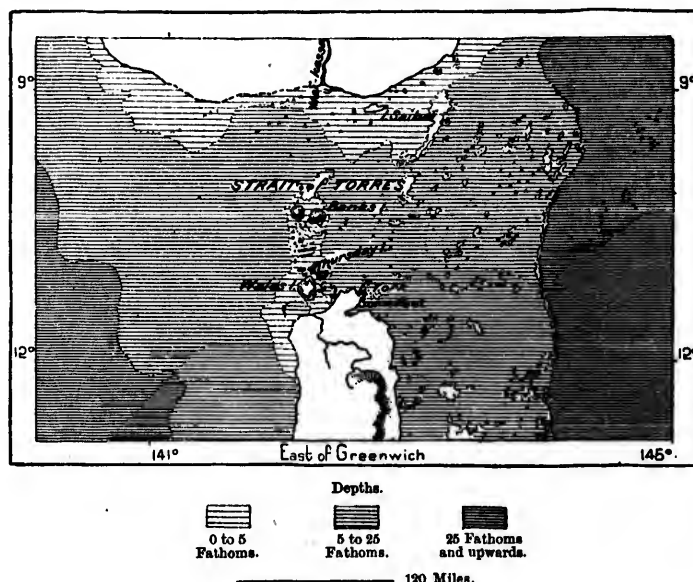 9°
9°
I. Saibai
STRAIT OF TORRES
Banks I.
Thursday I.
Wales I.
12°
12°
141°
East of Greenwich
145°
Depths.
0 to 5
Fathoms.
5 to 25
Fathoms.
25 Fathoms
and upwards.
120 Miles.